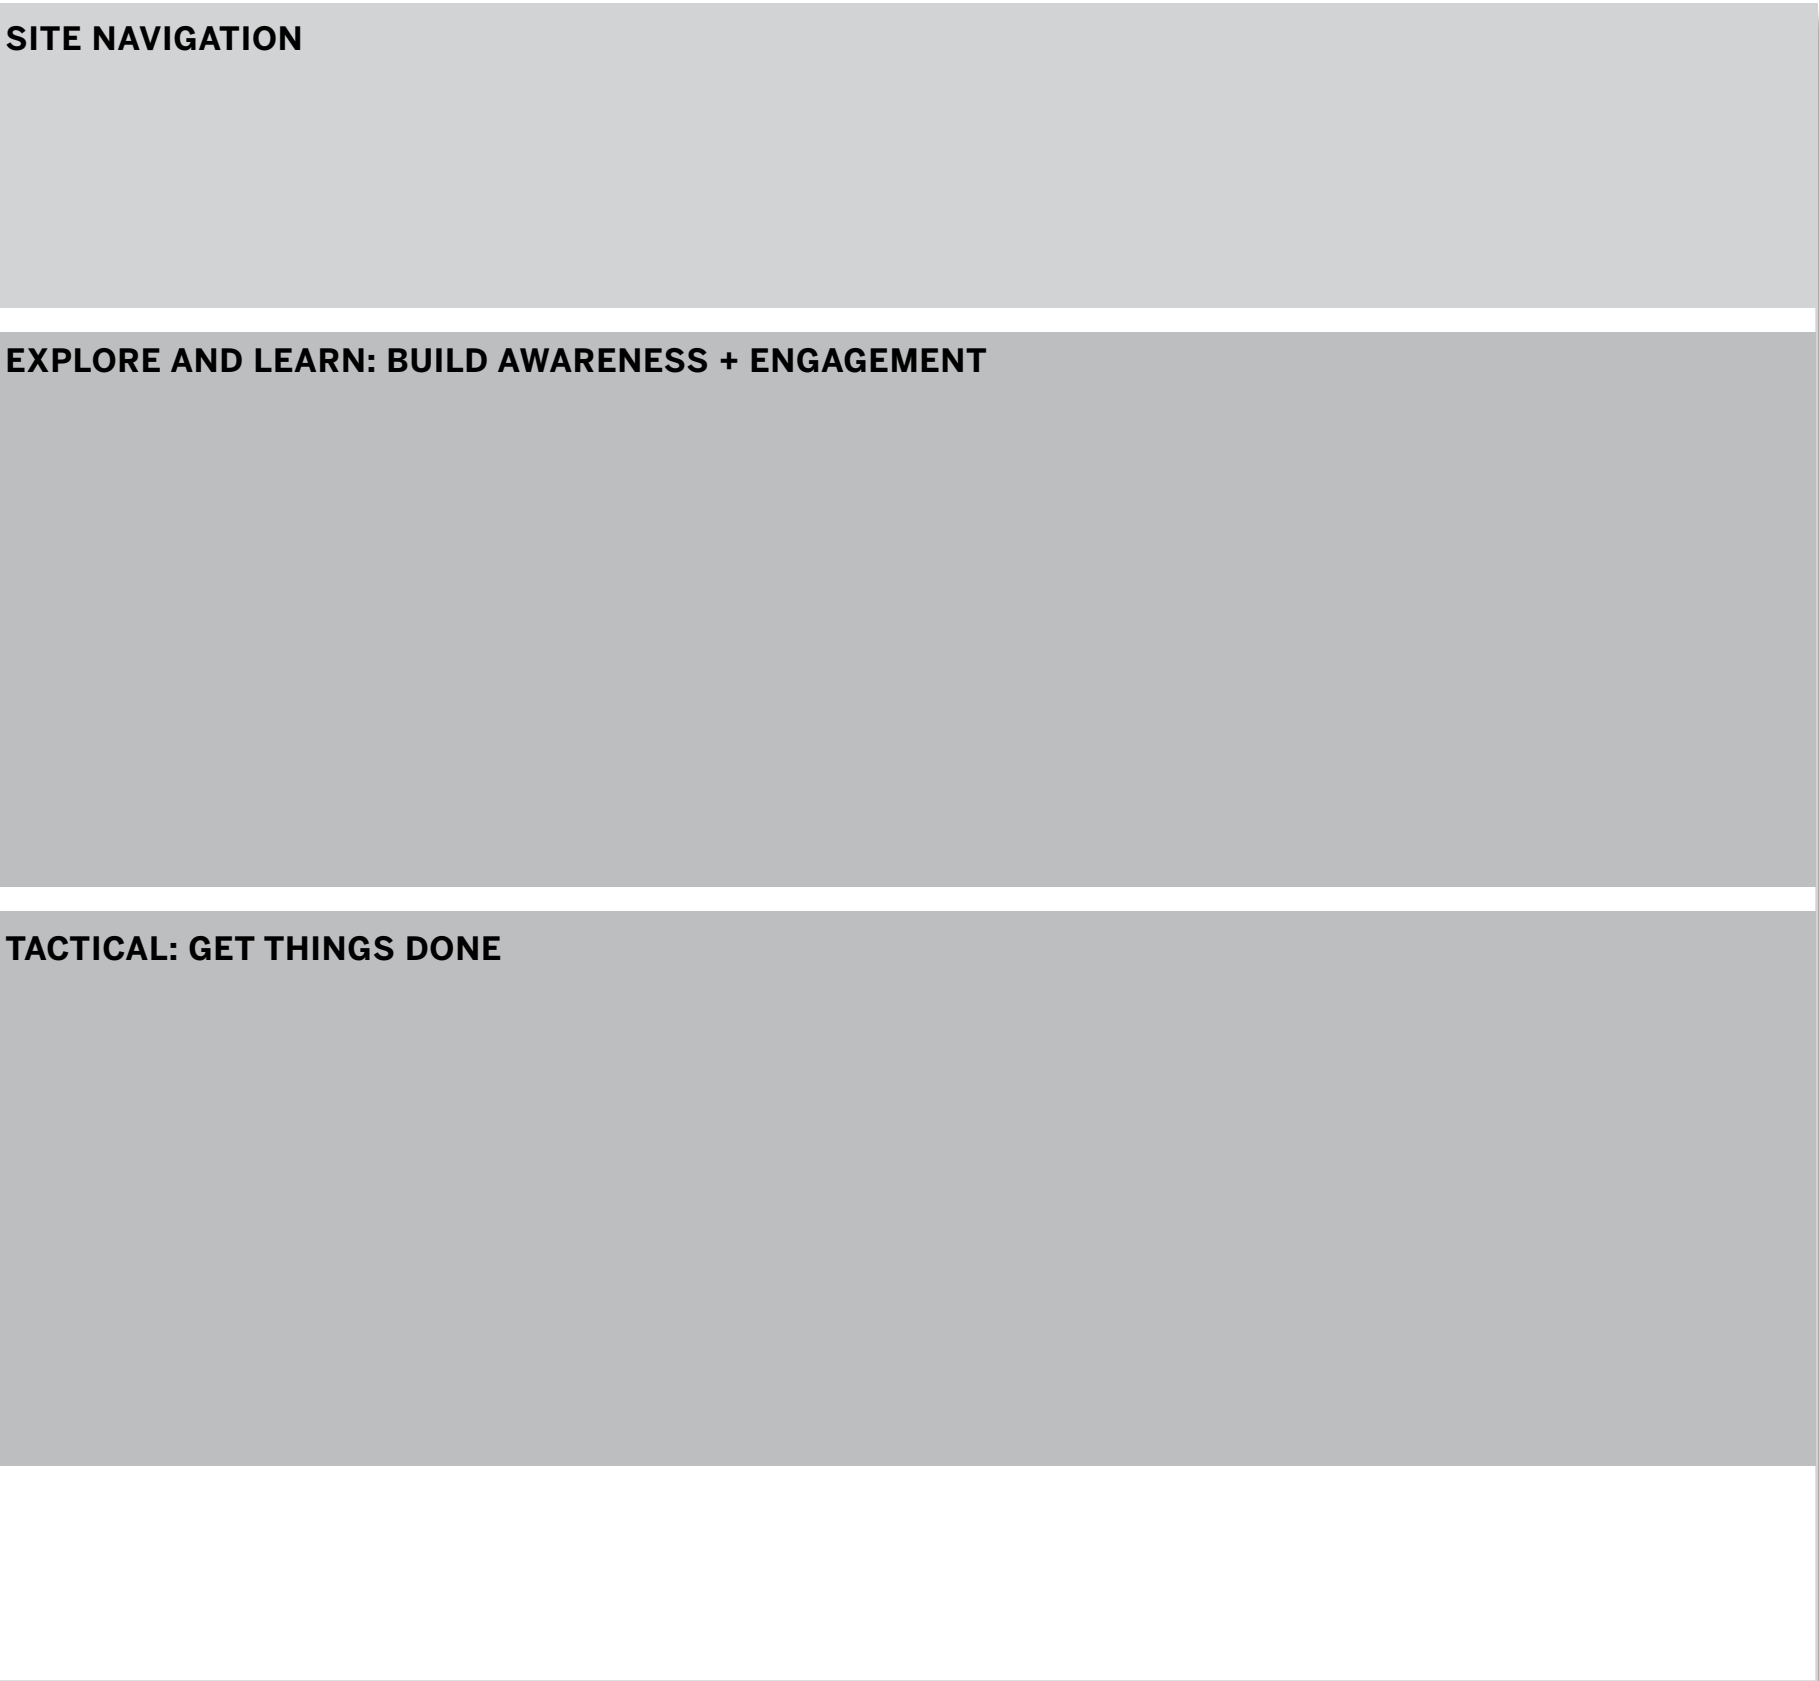 SITE NAVIGATION
EXPLORE AND LEARN: BUILD AWARENESS + ENGAGEMENT
TACTICAL: GET THINGS DONE